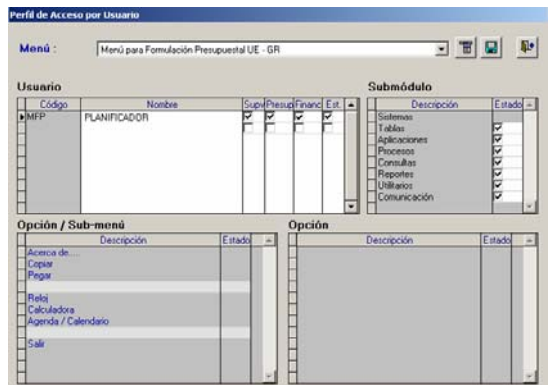 Perfil de Acceso por Usuario
Menú :
Menú para Formulación Presupuestal UE - GR
Usuario
Código Nombre Supv Presup Financ Est.
MFP PLANIFICADOR
Submódulo
Descripción Estado
Sistemas
Tablas
Aplicaciones
Procesos
Consultas
Reportes
Utilitarios
Comunicación
Opción / Sub-menú
Descripción Estado
Acerca de....
Copiar
Pegar
Reloj
Calculadora
Agenda / Calendario
Salir
Opción
Descripción Estado